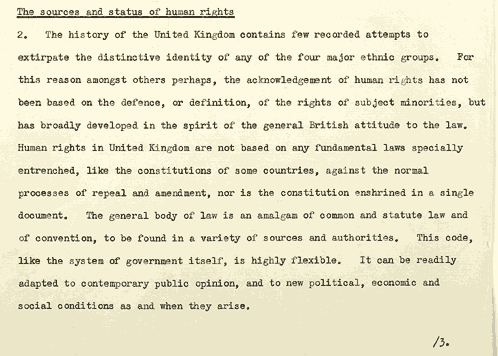 The sources and status of human rights
2.   The history of the United Kingdom contains few recorded attempts to
extirpate the distinctive identity of any of the four major ethnic groups.   For
this reason amongst others perhaps, the acknowledgement of human rights has not
been based on the defence, or definition, of the rights of subject minorities, but
has broadly developed in the spirit of the general British attitude to the law.
Human rights in United Kingdom are not based on any fundamental laws specially
entrenched, like the constitutions of some countries, against the normal
processes of repeal and amendment, nor is the constitution enshrined in a single
document.   The general body of law is an amalgam of common and statute law and
of convention, to be found in a variety of sources and authorities.   This code,
like the system of government itself, is highly flexible.   It can be readily
adapted to contemporary public opinion, and to new political, economic and
social conditions as and when they arise.
/3.